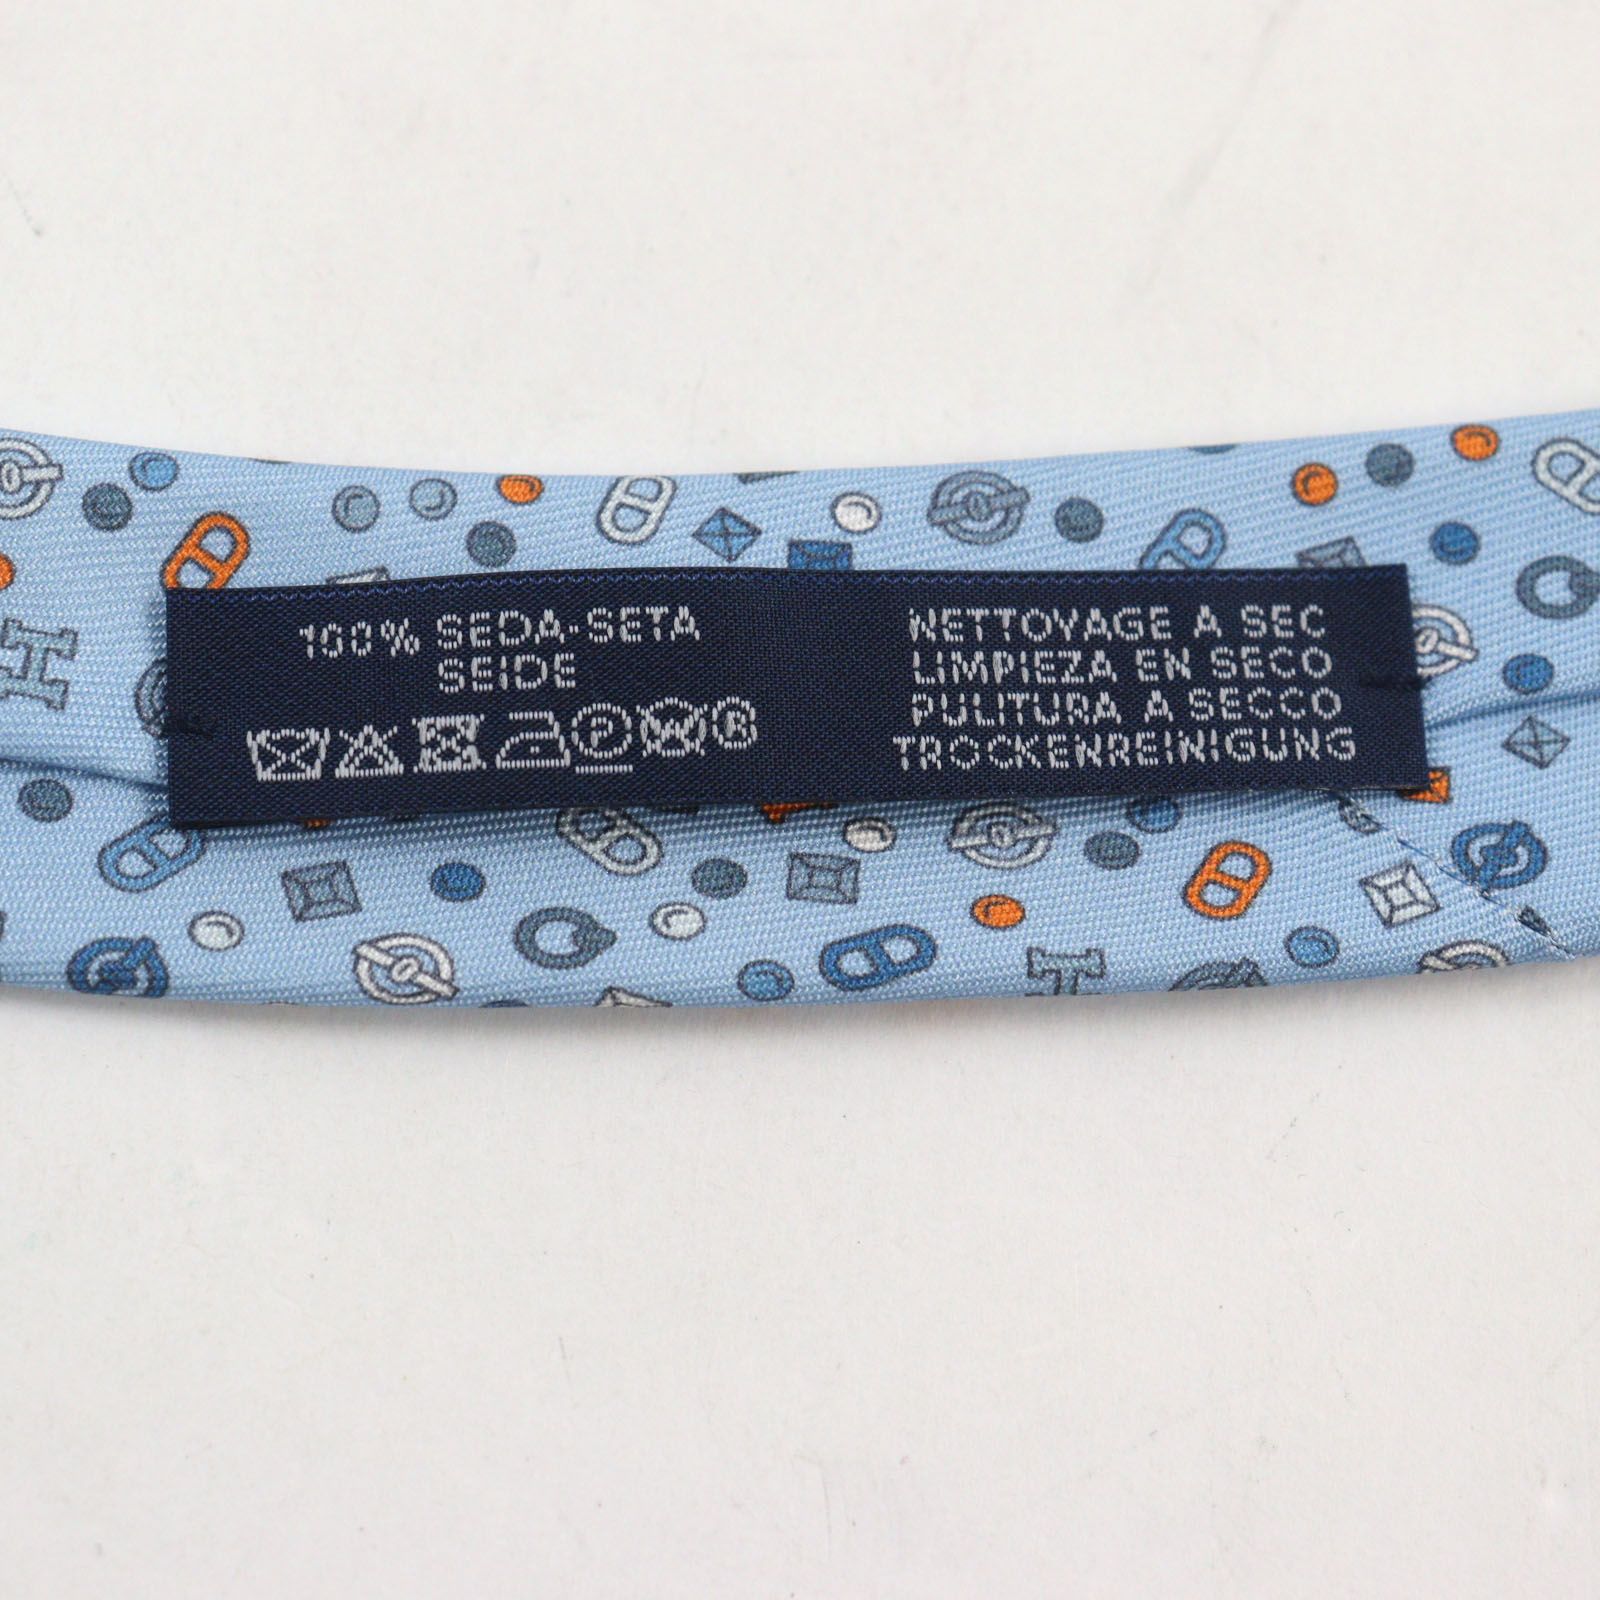 100% SEDA-SETA
SEIDE
P W R
NETTOYAGE A SEC
LIMPIEZA EN SECO
PULITURA A SECCO
TROCKENREINIGUNG